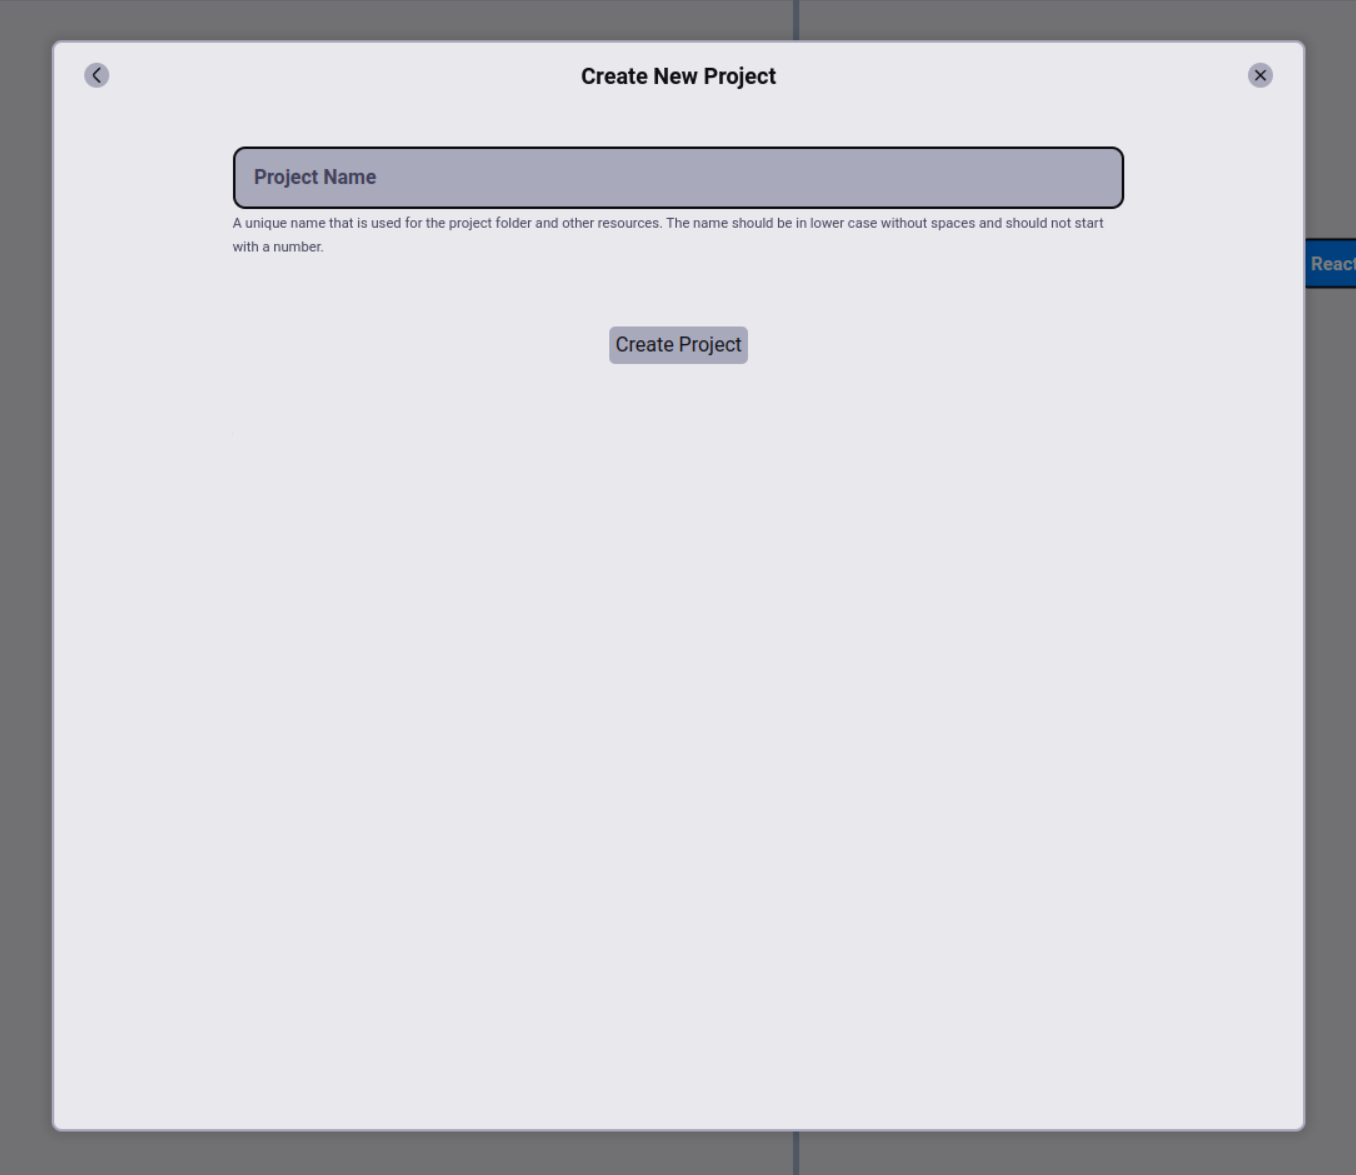 Create New Project
Project Name
A unique name that is used for the project folder and other resources. The name should be in lower case without spaces and should not start
with a number.
React
Create Project